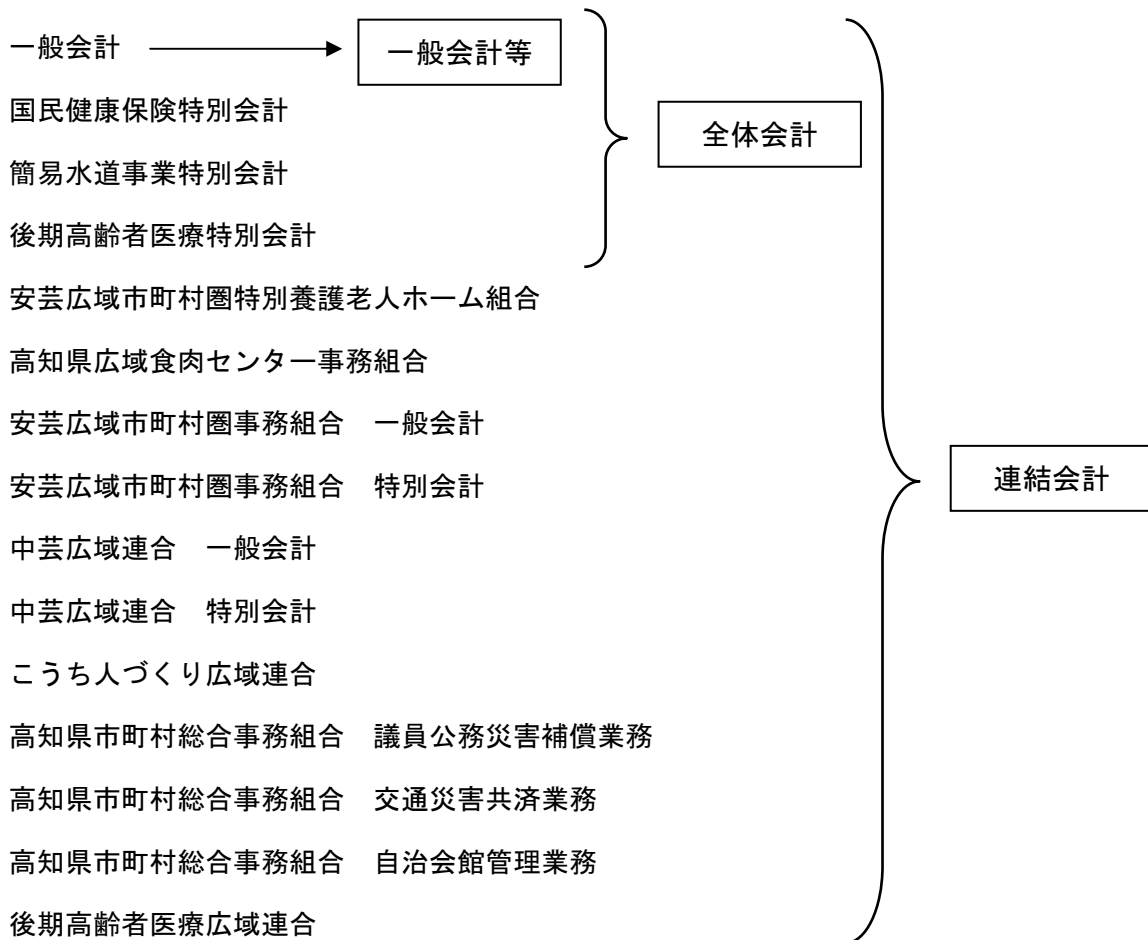 一般会計
一般会計等
国民健康保険特別会計
全体会計
簡易水道事業特別会計
後期高齢者医療特別会計
安芸広域市町村圏特別養護老人ホーム組合
高知県広域食肉センター事務組合
安芸広域市町村圏事務組合　一般会計
連結会計
安芸広域市町村圏事務組合　特別会計
中芸広域連合　一般会計
中芸広域連合　特別会計
こうち人づくり広域連合
高知県市町村総合事務組合　議員公務災害補償業務
高知県市町村総合事務組合　交通災害共済業務
高知県市町村総合事務組合　自治会館管理業務
後期高齢者医療広域連合